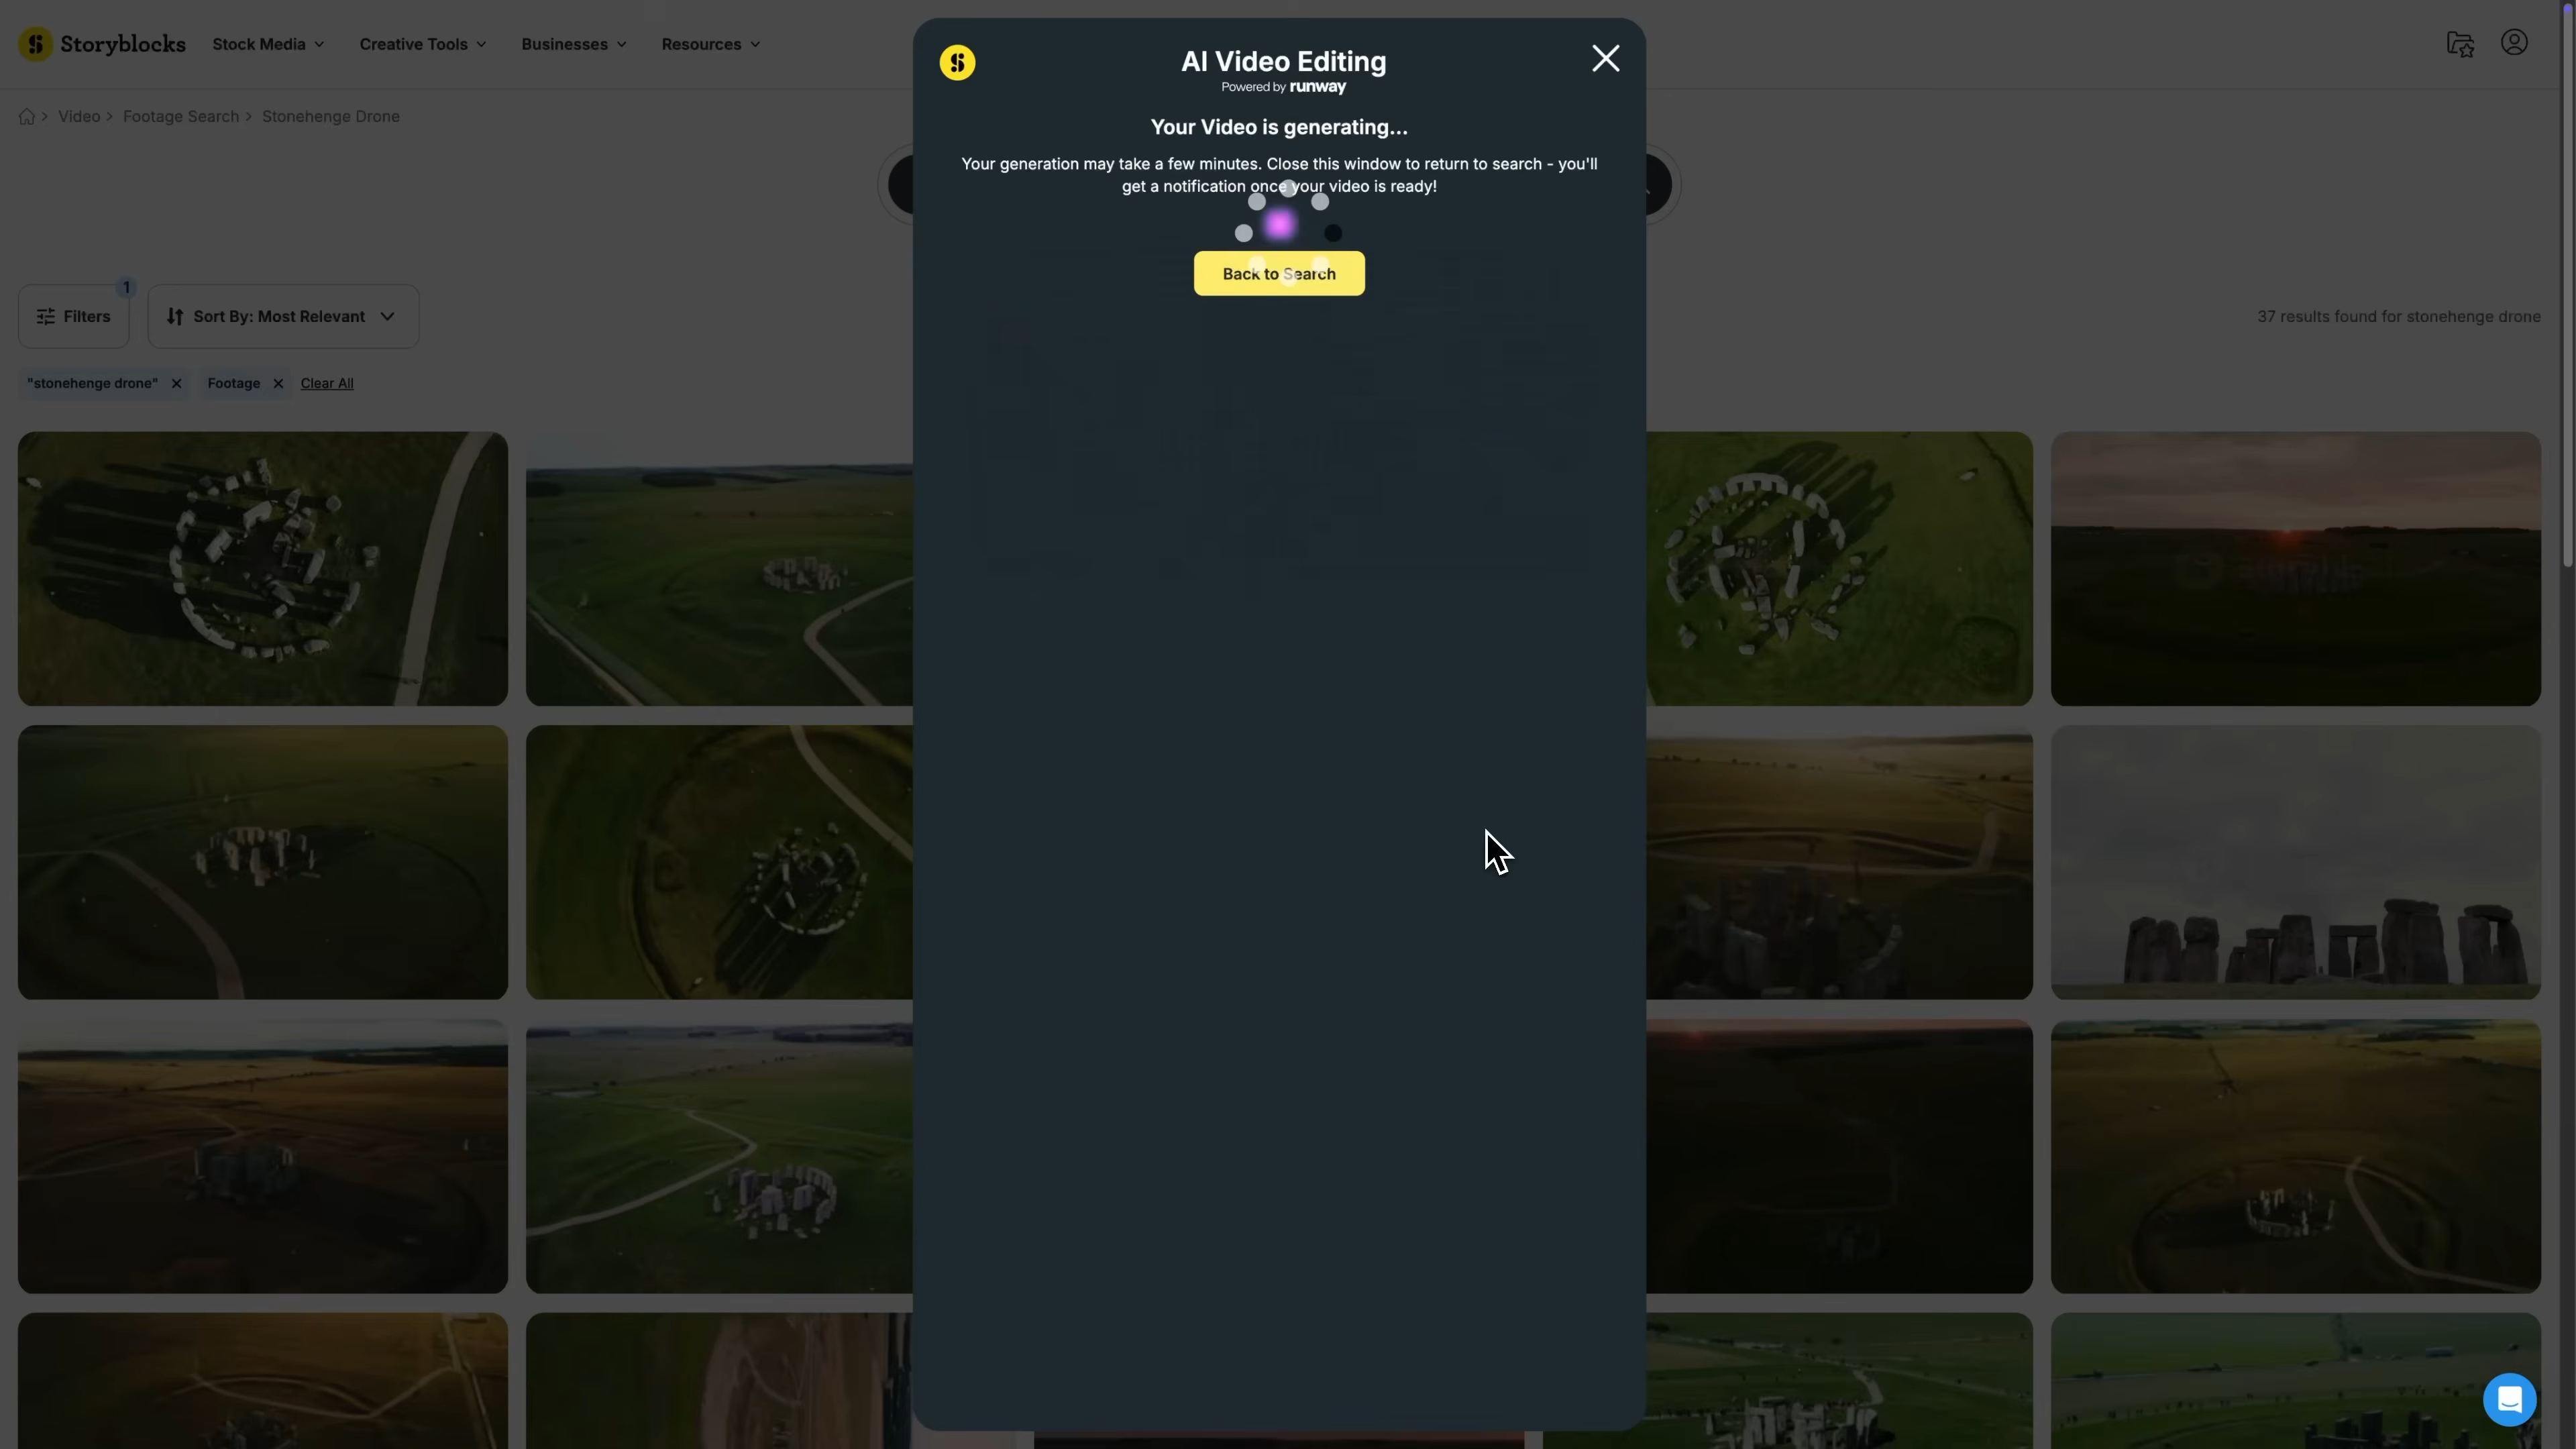 Storyblocks
Stock Media
Creative Tools
Businesses
Resources
AI Video Editing
Powered by runway
Your Video is generating...
Your generation may take a few minutes. Close this window to return to search - you'll
get a notification once your video is ready!
Back to Search
Video
Footage Search
Stonehenge Drone
1
Filters
Sort By: Most Relevant
37 results found for stonehenge drone
"stonehenge drone"
Footage
Clear All